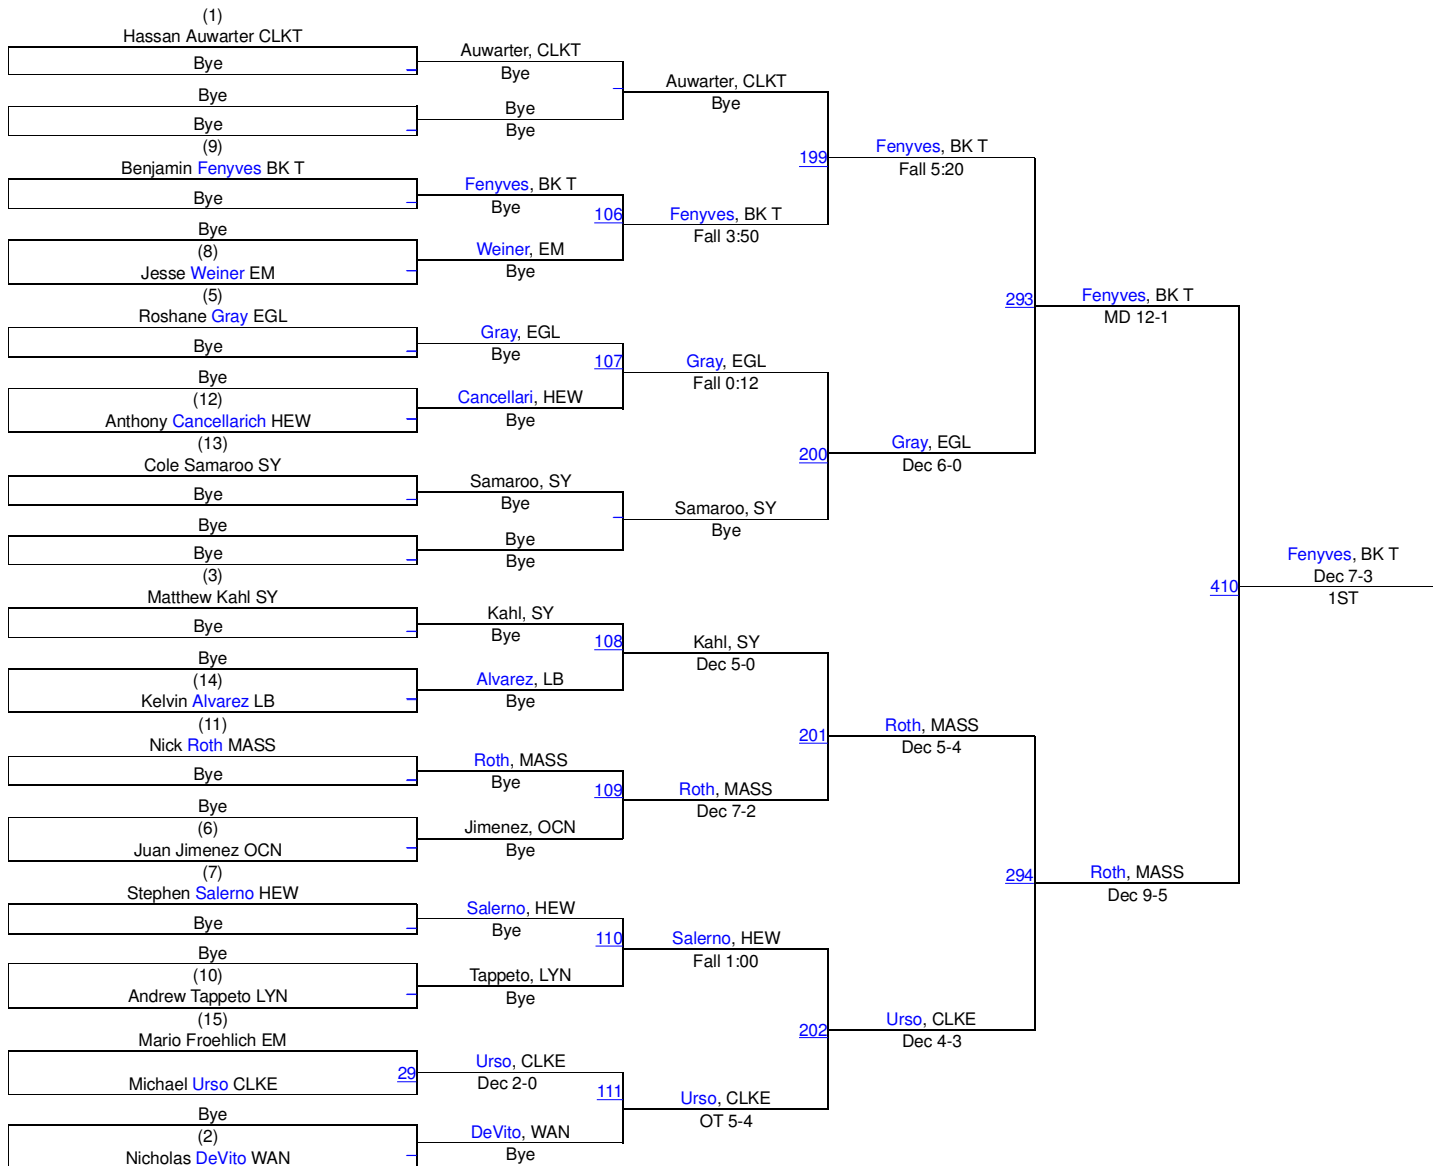 (1)
Hassan Auwarter CLKT
Bye
Bye
Bye
(9)
Benjamin Fenyves BK T
Bye
Bye
(8)
Jesse Weiner EM
(5)
Roshane Gray EGL
Bye
Bye
(12)
Anthony Cancellarich HEW
(13)
Cole Samaroo SY
Bye
Bye
Bye
(3)
Matthew Kahl SY
Bye
Bye
(14)
Kelvin Alvarez LB
(11)
Nick Roth MASS
Bye
Bye
(6)
Juan Jimenez OCN
(7)
Stephen Salerno HEW
Bye
Bye
(10)
Andrew Tappeto LYN
(15)
Mario Froehlich EM
29
Michael Urso CLKE
Bye
(2)
Nicholas DeVito WAN
Auwarter, CLKT
Bye
Bye
Bye
Fenyves, BK T
Bye
106
Weiner, EM
Bye
Gray, EGL
Bye
107
Cancellari, HEW
Bye
Samaroo, SY
Bye
Bye
Bye
Kahl, SY
Bye
108
Alvarez, LB
Bye
Roth, MASS
Bye
109
Jimenez, OCN
Bye
Salerno, HEW
Bye
110
Tappeto, LYN
Bye
Urso, CLKE
Dec 2-0
111
DeVito, WAN
Bye
Auwarter, CLKT
Bye
199
Fenyves, BK T
Fall 3:50
Gray, EGL
Fall 0:12
200
Samaroo, SY
Bye
Kahl, SY
Dec 5-0
201
Roth, MASS
Dec 7-2
Salerno, HEW
Fall 1:00
202
Urso, CLKE
OT 5-4
Fenyves, BK T
Fall 5:20
293
Gray, EGL
Dec 6-0
Roth, MASS
Dec 5-4
294
Urso, CLKE
Dec 4-3
Fenyves, BK T
MD 12-1
410
Roth, MASS
Dec 9-5
Fenyves, BK T
Dec 7-3
1ST